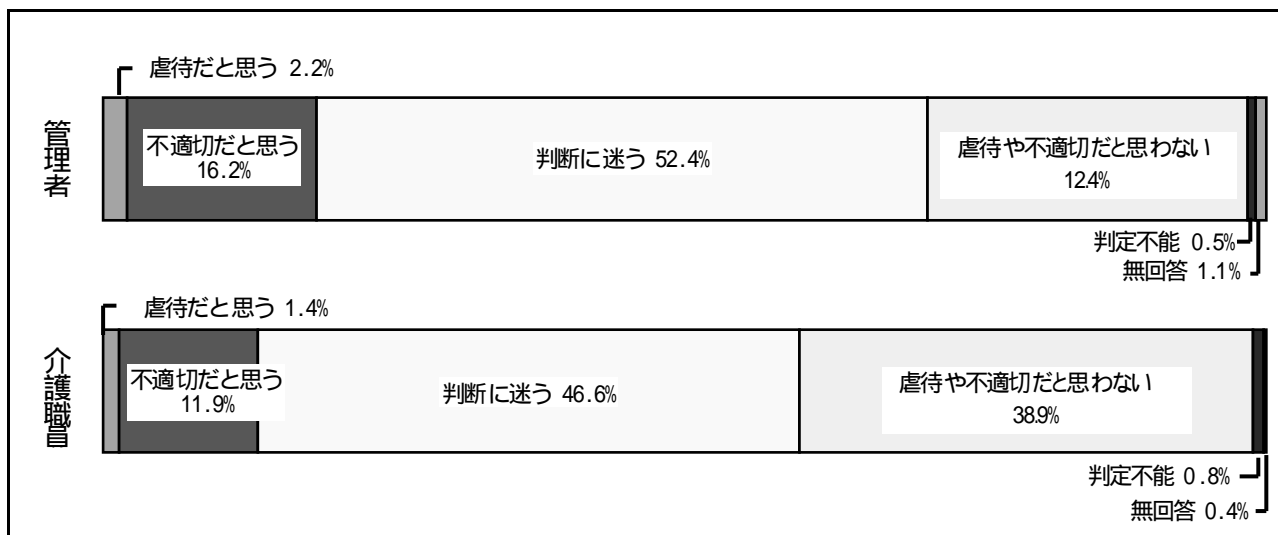 虐待だと思う 2.2%
管理者
不適切だと思う
16.2%
判断に迷う 52.4%
虐待や不適切だと思わない
12.4%
判定不能 0.5%
無回答 1.1%
虐待だと思う 1.4%
介護職員
不適切だと思う
11.9%
判断に迷う 46.6%
虐待や不適切だと思わない
38.9%
判定不能 0.8%
無回答 0.4%